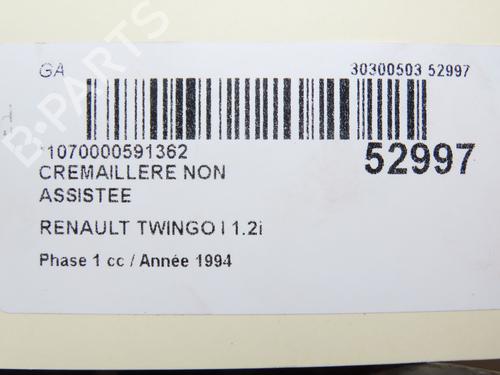 GA
30300503 52997
*1070000591362
52997
CREMAILLERE NON
ASSISTEE
RENAULT TWINGO I 1.2i
Phase 1 cc / Année 1994
B-PARTS